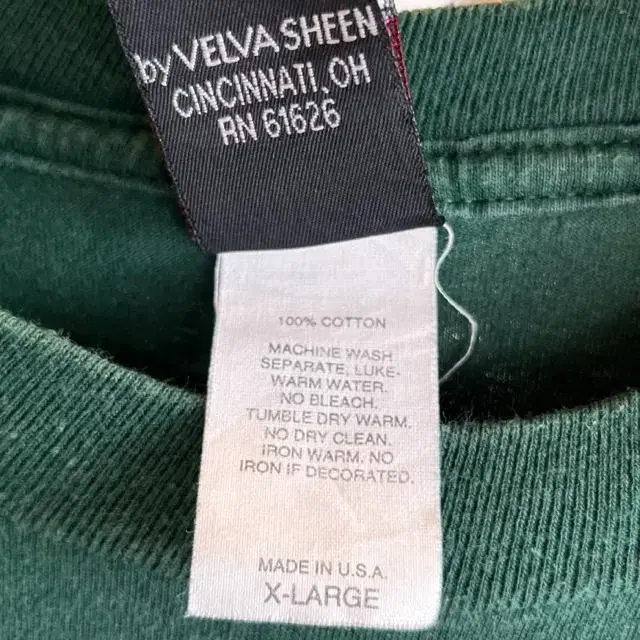 by VELVA SHEEN
CINCINNATI, OH
RN 61626
100% COTTON
MACHINE WASH
SEPARATE, LUKE-
WARM WATER.
NO BLEACH.
TUMBLE DRY WARM.
NO DRY CLEAN.
IRON WARM. NO
IRON IF DECORATED.
MADE IN U.S.A.
X-LARGE